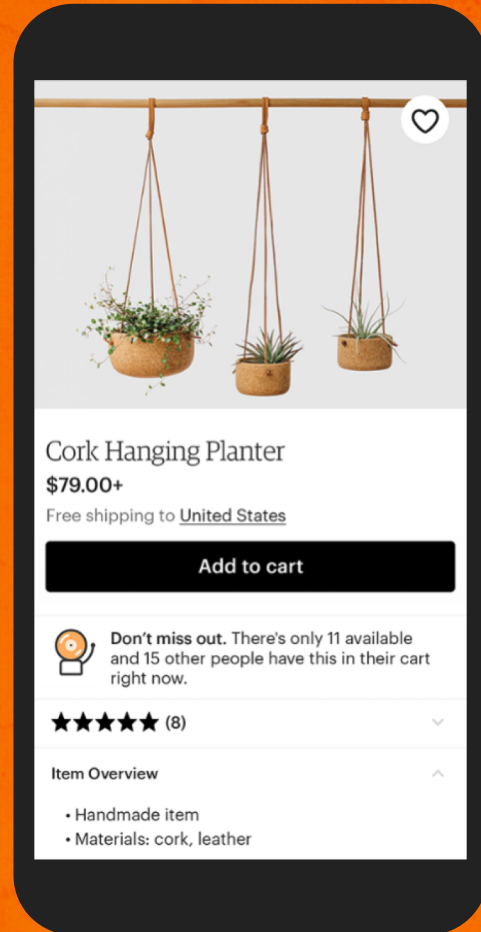 Cork Hanging Planter
$79.00+
Free shipping to United States
Add to cart
Don't miss out. There's only 11 available
and 15 other people have this in their cart
right now.
(8)
Item Overview
• Handmade item
• Materials: cork, leather